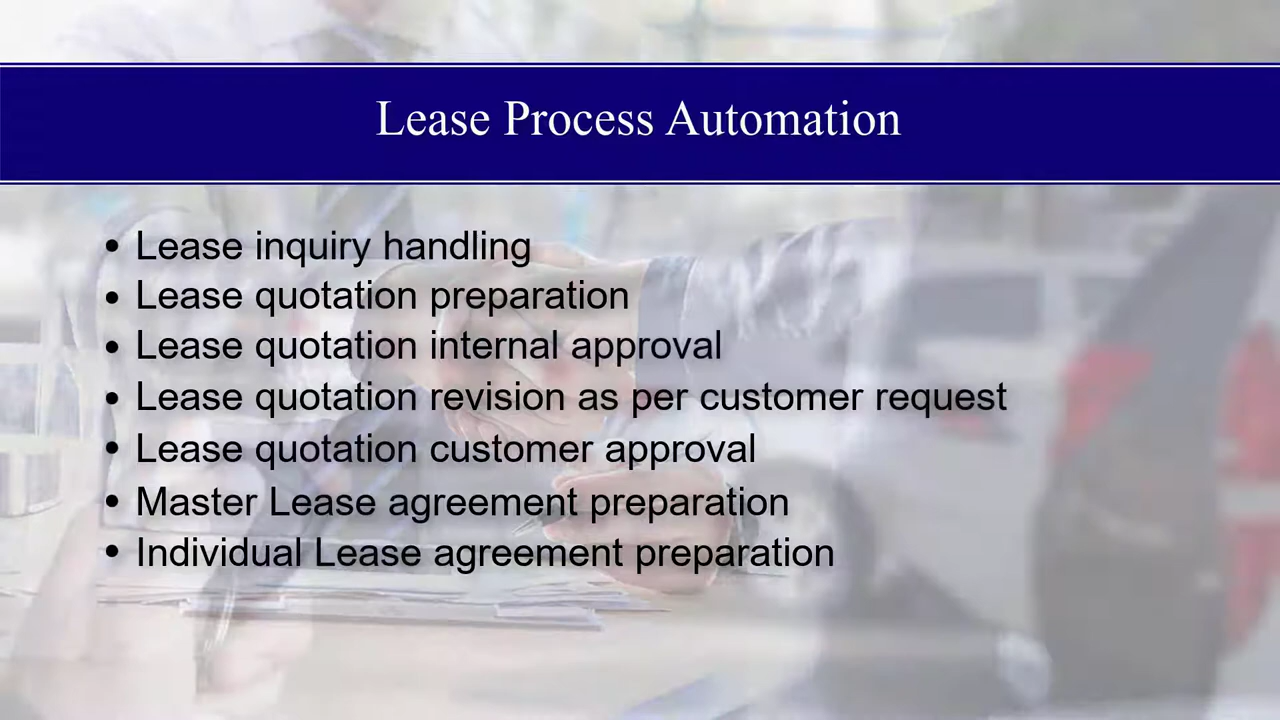 Lease Process Automation
• Lease inquiry handling
• Lease quotation preparation
• Lease quotation internal approval
• Lease quotation revision as per customer request
• Lease quotation customer approval
• Master Lease agreement preparation
• Individual Lease agreement preparation